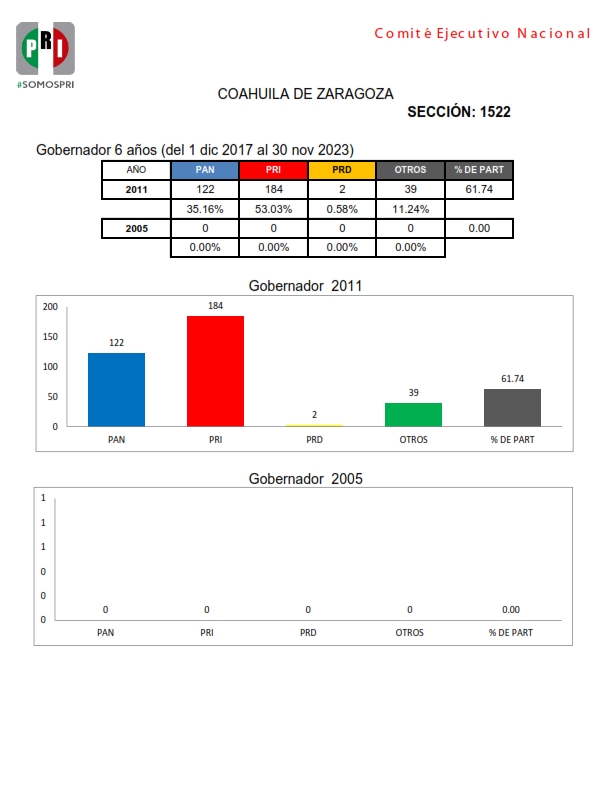 PRI
#SOMOSPRI
Comité Ejecutivo Nacional
COAHUILA DE ZARAGOZA
SECCIÓN: 1522
Gobernador 6 años (del 1 dic 2017 al 30 nov 2023)
AÑO PAN PRI PRD OTROS % DE PART
2011 122 184 2 39 61.74
35.16% 53.03% 0.58% 11.24%
2005 0 0 0 0 0.00
0.00% 0.00% 0.00% 0.00%
Gobernador 2011
200
150
100
50
0
122 184 2 39 61.74
PAN PRI PRD OTROS % DE PART
Gobernador 2005
1
1
1
0
0
0
0 0 0 0 0.00
PAN PRI PRD OTROS % DE PART